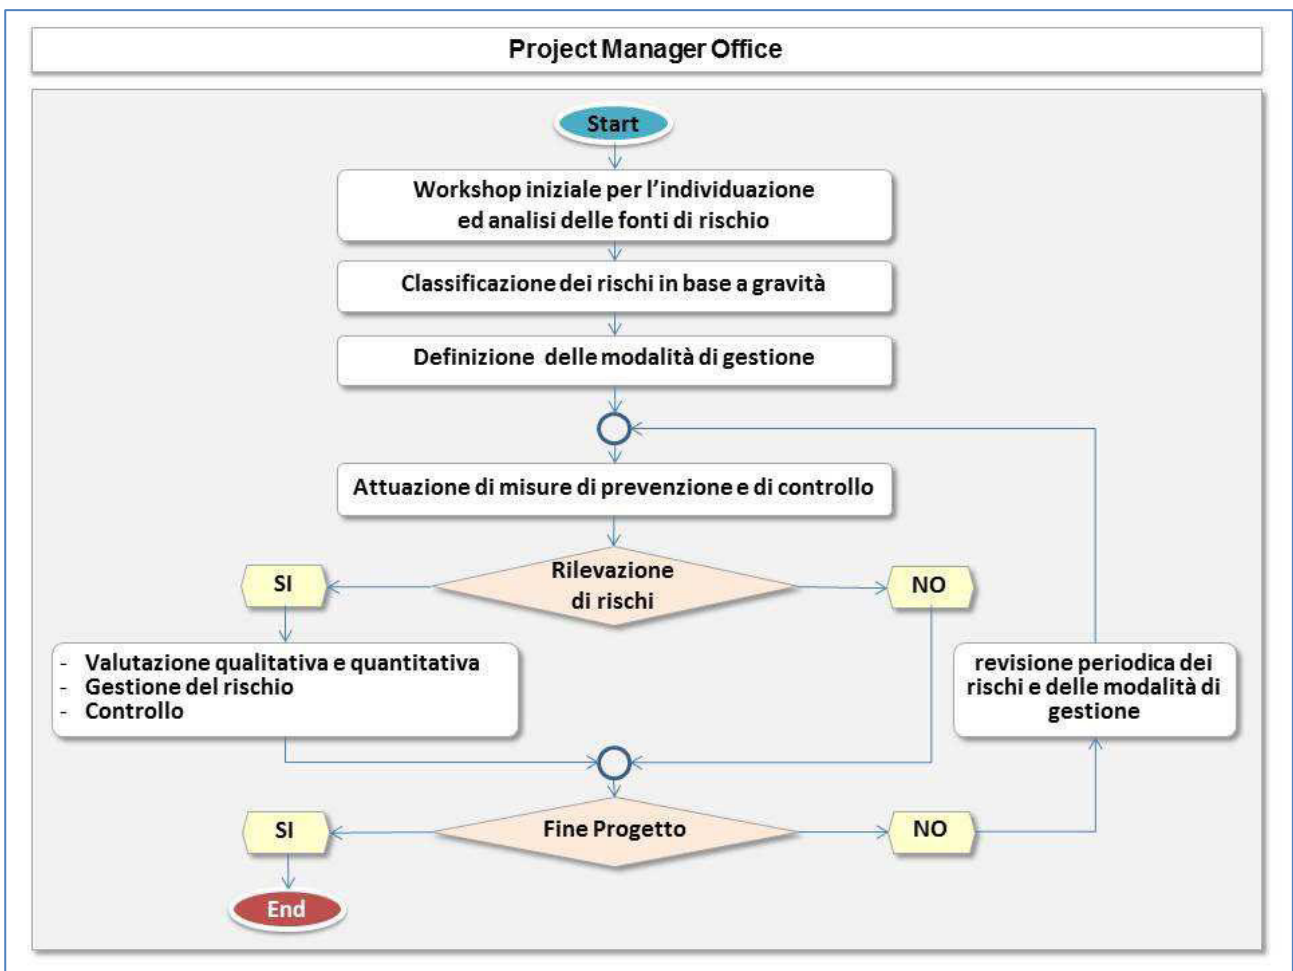 Project Manager Office
Start
Workshop iniziale per l’individuazione
ed analisi delle fonti di rischio
Classificazione dei rischi in base a gravità
Definizione delle modalità di gestione
Attuazione di misure di prevenzione e di controllo
Rilevazione
di rischi
SI
NO
- Valutazione qualitativa e quantitativa
- Gestione del rischio
- Controllo
revisione periodica dei
rischi e delle modalità di
gestione
Fine Progetto
SI
NO
End